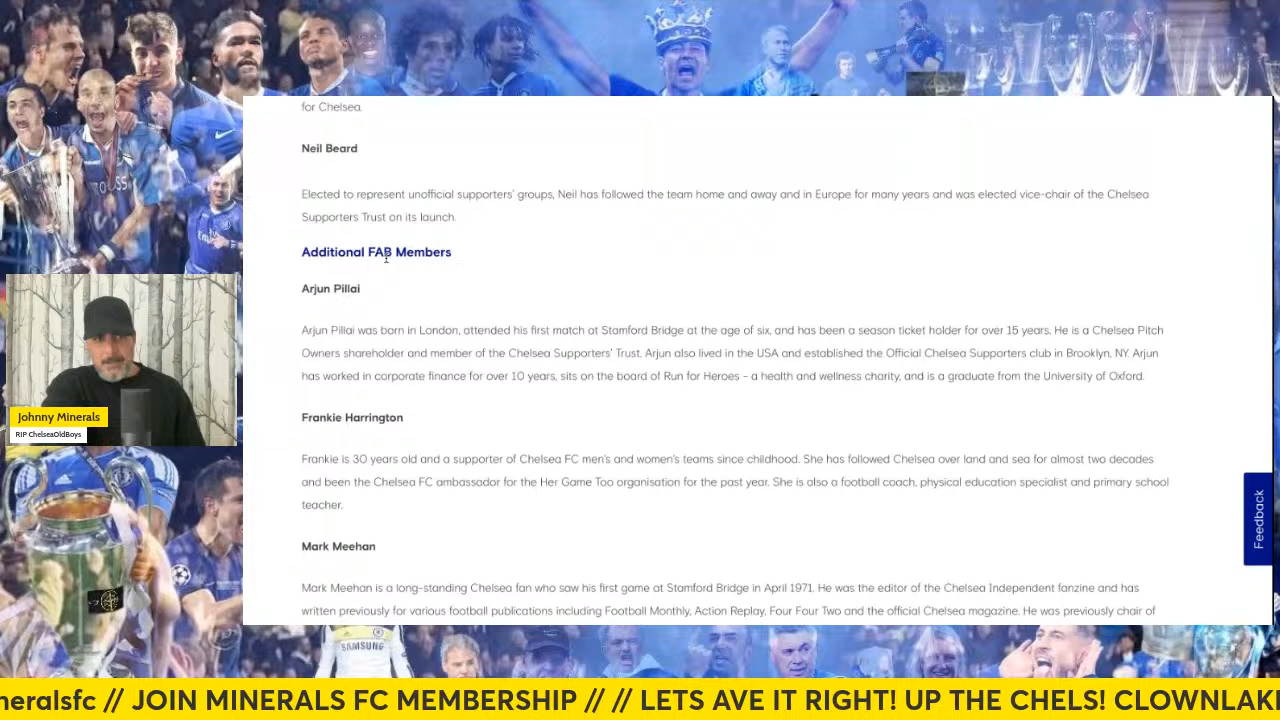 for Chelsea.
Neil Beard
Elected to represent unofficial supporters' groups, Neil has followed the team home and away and in Europe for many years and was elected vice-chair of the Chelsea
Supporters Trust on its launch.
Additional FAB Members
Arjun Pillai
Arjun Pillai was born in London, attended his first match at Stamford Bridge at the age of six, and has been a season ticket holder for over 15 years. He is a Chelsea Pitch
Owners shareholder and member of the Chelsea Supporters' Trust. Arjun also lived in the USA and established the Official Chelsea Supporters club in Brooklyn, NY. Arjun
has worked in corporate finance for over 10 years, sits on the board of Run for Heroes - a health and wellness charity, and is a graduate from the University of Oxford.
Frankie Harrington
Frankie is 30 years old and a supporter of Chelsea FC men's and women's teams since childhood. She has followed Chelsea over land and sea for almost two decades
and been the Chelsea FC ambassador for the Her Game Too organisation for the past year. She is also a football coach, physical education specialist and primary school
teacher.
Mark Meehan
Mark Meehan is a long-standing Chelsea fan who saw his first game at Stamford Bridge in April 1971. He was the editor of the Chelsea Independent fanzine and has
written previously for various football publications including Football Monthly, Action Replay, Four Four Two and the official Chelsea magazine. He was previously chair of
Feedback
Johnny Minerals
RIP ChelseaOldBoys
SAMSUNG
neralsfc // JOIN MINERALS FC MEMBERSHIP // // LETS AVE IT RIGHT! UP THE CHELS! CLOWNLAK